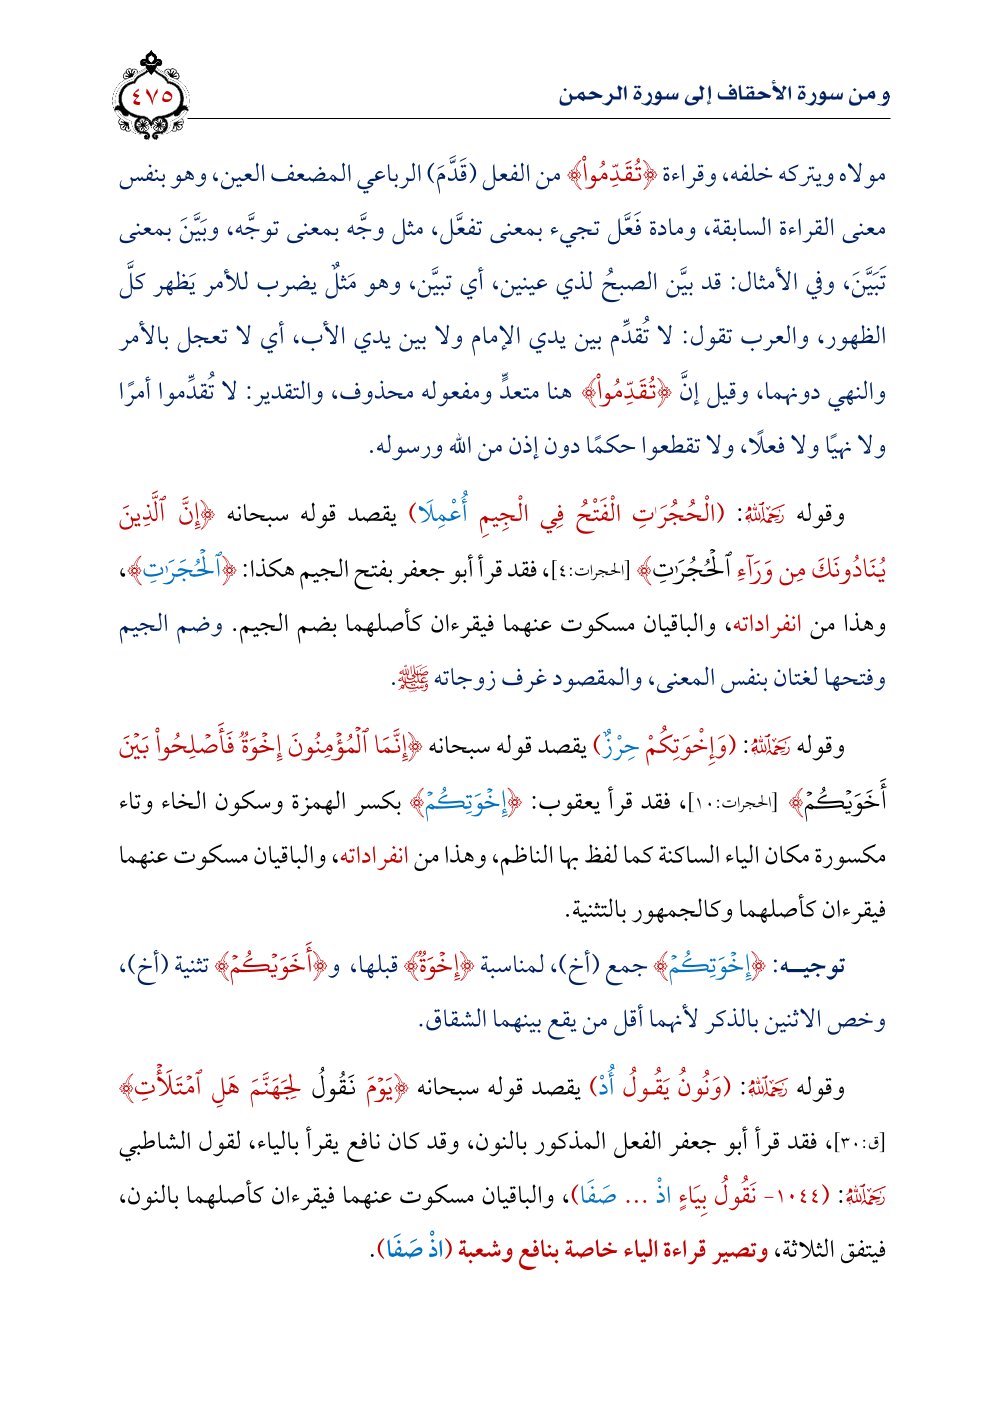 ومن سورة الأحقاف إلى سورة الرحمن
٤٧٥
مولاه ويتركه خلفه، وقراءة ﴿تُقَدِّمُواْ﴾ من الفعل (قَدَّمَ) الرباعي المضعف العين، وهو بنفس
معنى القراءة السابقة، ومادة فَعَّل تجيء بمعنى تفعَّل، مثل وجَّه بمعنى توجَّه، وبَيَّنَ بمعنى
تَبَيَّنَ، وفي الأمثال: قد بيَّن الصبحُ لذي عينين، أي تبيَّن، وهو مَثلٌ يضرب للأمر يَظهر كلَّ
الظهور، والعرب تقول: لا تُقدِّم بين يدي الإمام ولا بين يدي الأب، أي لا تعجل بالأمر
والنهي دونهما، وقيل إنَّ ﴿تُقَدِّمُواْ﴾ هنا متعدٍّ ومفعوله محذوف، والتقدير: لا تُقدِّموا أمرًا
ولا نهيًا ولا فعلًا، ولا تقطعوا حكمًا دون إذن من الله ورسوله.
وقوله رَحِمَهُ ٱللَّهُ: (الْحُجُرَٰتِ الْفَتْحُ فِي الْجِيمِ أُعْمِلَا) يقصد قوله سبحانه ﴿إِنَّ ٱلَّذِينَ
يُنَادُونَكَ مِن وَرَآءِ ٱلْحُجُرَٰتِ﴾ [الحجرات:٤]، فقد قرأ أبو جعفر بفتح الجيم هكذا: ﴿ٱلْحُجَرَٰتِ﴾،
وهذا من انفراداته، والباقيان مسكوت عنهما فيقرءان كأصلهما بضم الجيم. وضم الجيم
وفتحها لغتان بنفس المعنى، والمقصود غرف زوجاته ﷺ.
وقوله رَحِمَهُ ٱللَّهُ: (وَإِخْوَتِكُمْ حِرْزٌ) يقصد قوله سبحانه ﴿إِنَّمَا ٱلْمُؤْمِنُونَ إِخْوَةٌ فَأَصْلِحُواْ بَيْنَ
أَخَوَيْكُمْ﴾ [الحجرات:١٠]، فقد قرأ يعقوب: ﴿إِخْوَتِكُمْ﴾ بكسر الهمزة وسكون الخاء وتاء
مكسورة مكان الياء الساكنة كما لفظ بها الناظم، وهذا من انفراداته، والباقيان مسكوت عنهما
فيقرءان كأصلهما وكالجمهور بالتثنية.
توجيـــه: ﴿إِخْوَتِكُمْ﴾ جمع (أخ)، لمناسبة ﴿إِخْوَةٌ﴾ قبلها، و﴿أَخَوَيْكُمْ﴾ تثنية (أخ)،
وخص الاثنين بالذكر لأنهما أقل من يقع بينهما الشقاق.
وقوله رَحِمَهُ ٱللَّهُ: (وَنُونُ يَقُولُ أُدْ) يقصد قوله سبحانه ﴿يَوْمَ نَقُولُ لِجَهَنَّمَ هَلِ ٱمْتَلَأْتِ﴾
[ق:٣٠]، فقد قرأ أبو جعفر الفعل المذكور بالنون، وقد كان نافع يقرأ بالياء، لقول الشاطبي
رَحِمَهُ ٱللَّهُ: (١٠٤٤- نَقُولُ بِيَاءٍ اذْ ... صَفَا)، والباقيان مسكوت عنهما فيقرءان كأصلهما بالنون،
فيتفق الثلاثة، وتصير قراءة الياء خاصة بنافع وشعبة (اذْ صَفَا).